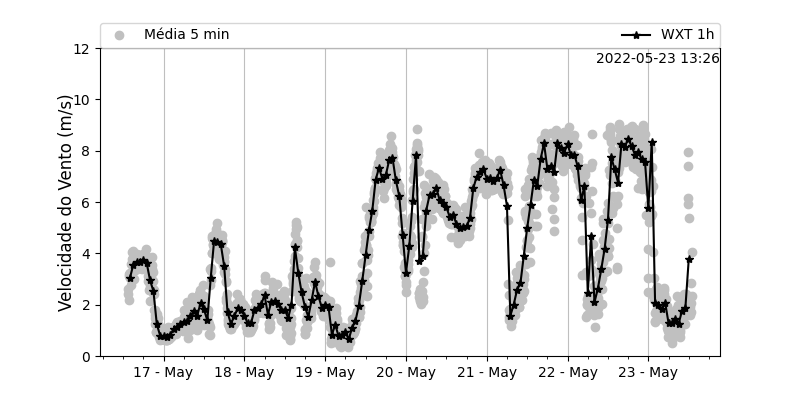 Média 5 min
WXT 1h
2022-05-23 13:26
Velocidade do Vento (m/s)
12
10
8
6
4
2
0
17 - May
18 - May
19 - May
20 - May
21 - May
22 - May
23 - May